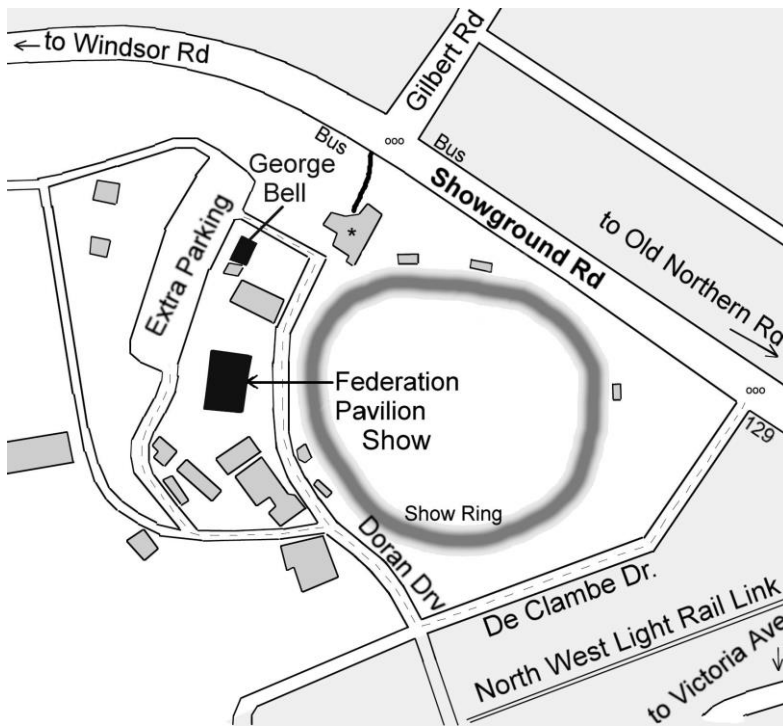 to Windsor Rd
Gilbert Rd
Bus
ooo
Bus
George
Bell
Showground Rd
to Old Northern Rd
*
Extra Parking
Federation
Pavilion
Show
ooo
129
Show Ring
Doran Drv
De Clambe Dr.
North West Light Rail Link
to Victoria Ave